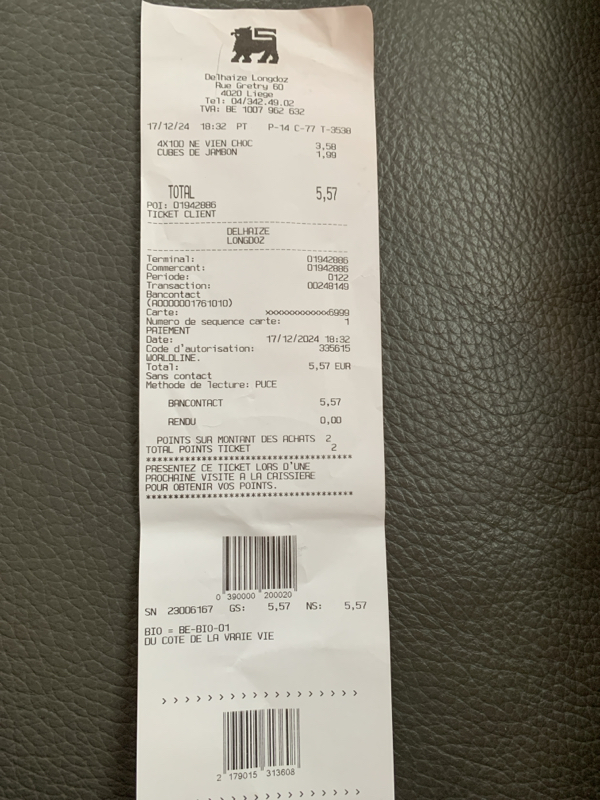 Delhaize Longdoz
Rue Gretry 60
4020 Liege
Tel: 04/342.49.02
TVA: BE 1007 962 632
17/12/24 18:32 PT P-14 C-77 T-3538
4X100 NE VIEN CHOC 3,58
CUBES DE JAMBON 1,99
TOTAL 5,57
POI: 01942886
TICKET CLIENT
DELHAIZE
LONGDOZ
Terminal: 01942886
Commercant: 01942886
Periode: 0122
Transaction: 00248149
Bancontact
(A0000001761010)
Carte: xxxxxxxxxxxx6999
Numero de sequence carte: 1
PAIEMENT
Date: 17/12/2024 18:32
Code d'autorisation: 335615
WORLDLINE.
Total: 5,57 EUR
Sans contact
Methode de lecture: PUCE
BANCONTACT 5,57
RENDU 0,00
POINTS SUR MONTANT DES ACHATS 2
TOTAL POINTS TICKET 2
****************************************
PRESENTEZ CE TICKET LORS D'UNE
PROCHAINE VISITE A LA CAISSIERE
POUR OBTENIR VOS POINTS.
****************************************
0 390000 200020
SN 23006167 GS: 5,57 NS: 5,57
BIO = BE-BIO-01
DU COTE DE LA VRAIE VIE
> > > > > > > > > > > > > > >
2 179015 313608
> > > > > > > > > > > > > > >